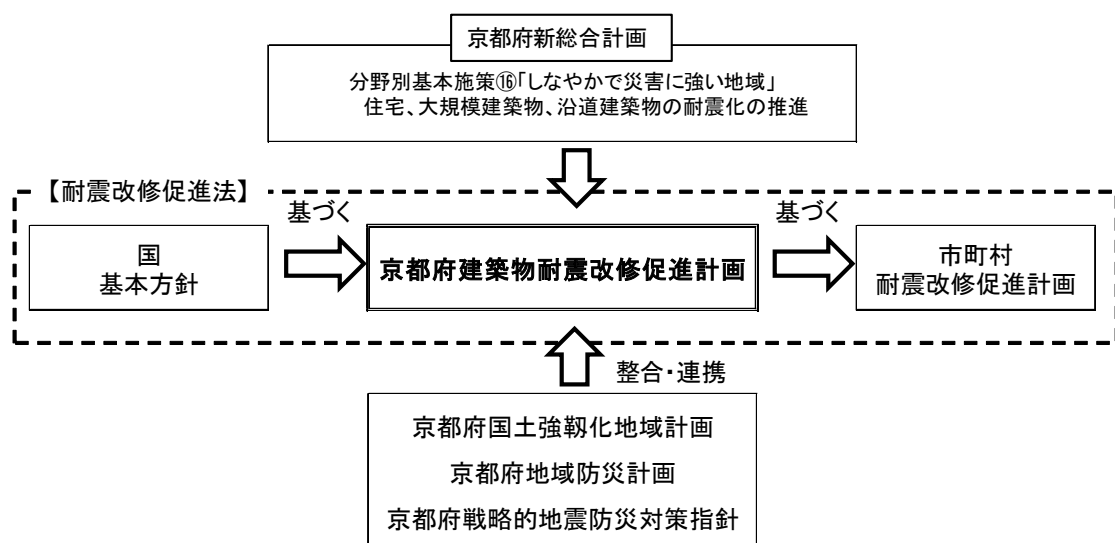 京都府新総合計画
分野別基本施策⑯「しなやかで災害に強い地域」
住宅、大規模建築物、沿道建築物の耐震化の推進
【耐震改修促進法】
基づく
基づく
国
基本方針
京都府建築物耐震改修促進計画
市町村
耐震改修促進計画
整合・連携
京都府国土強靱化地域計画
京都府地域防災計画
京都府戦略的地震防災対策指針